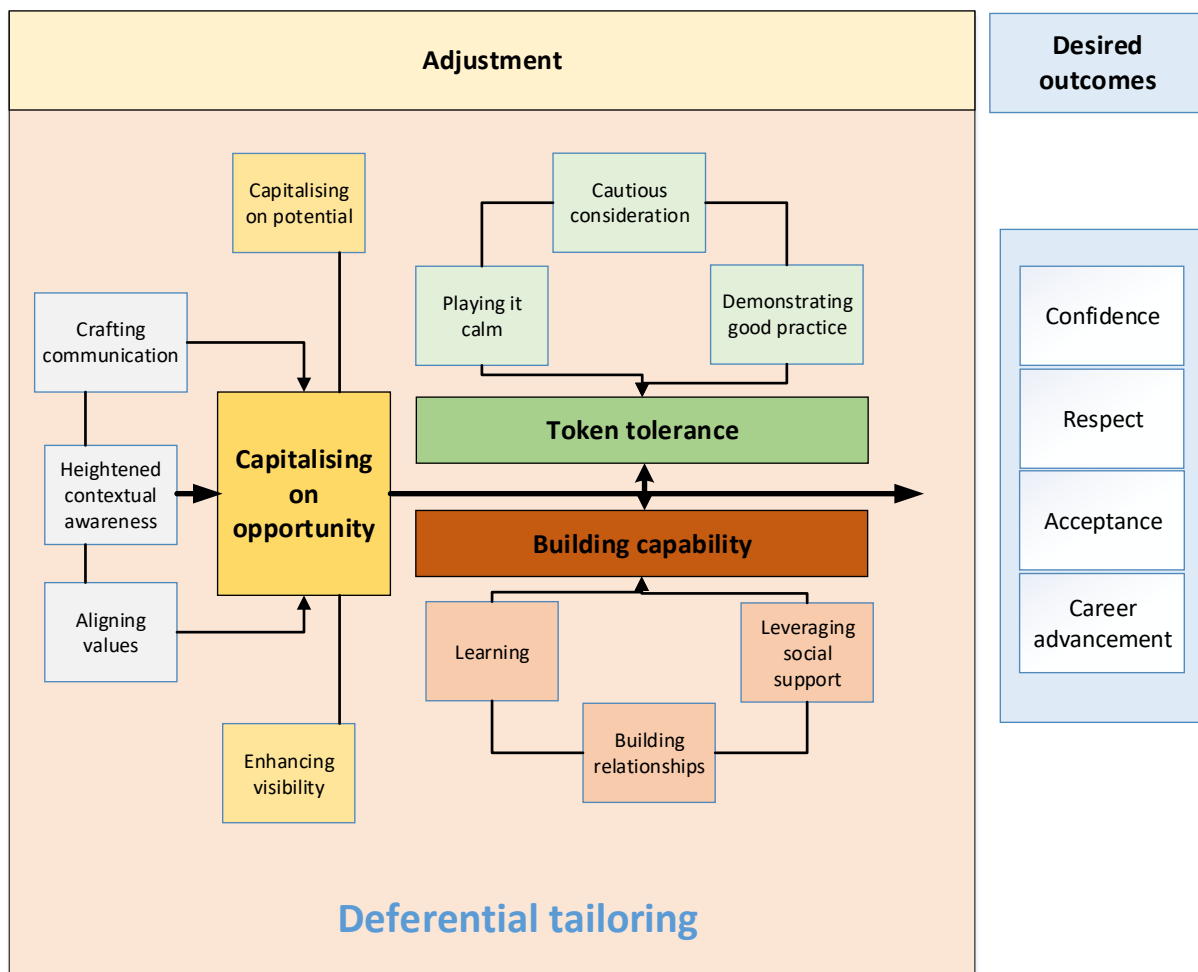 Adjustment
Desired
outcomes
Capitalising
on potential
Cautious
consideration
Playing it
calm
Demonstrating
good practice
Crafting
communication
Heightened
contextual
awareness
Aligning
values
Capitalising
on
opportunity
Token tolerance
Building capability
Learning
Leveraging
social
support
Building
relationships
Enhancing
visibility
Confidence
Respect
Acceptance
Career
advancement
Deferential tailoring